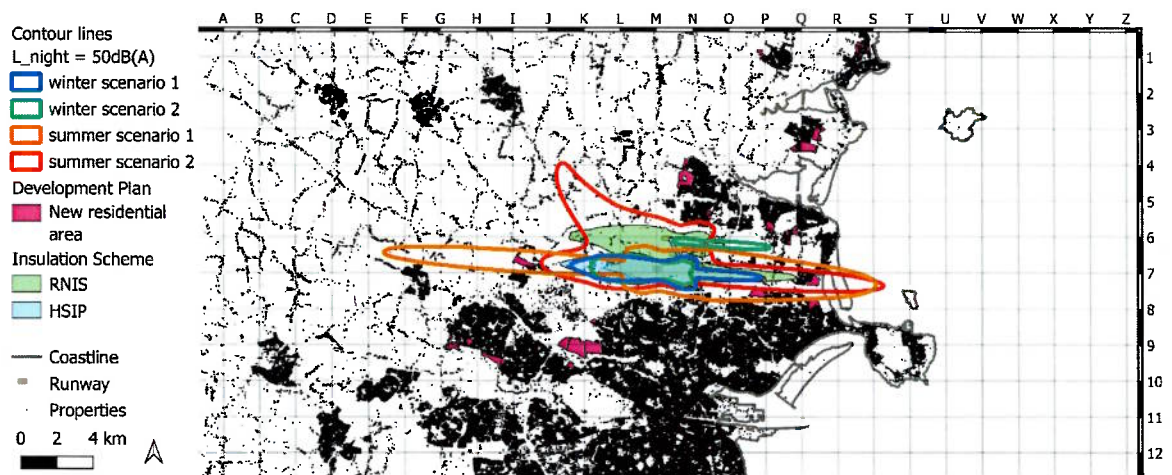 A B C D E F G H I J K L M N O P Q R S T U V W X Y Z
Contour lines
L_night = 50dB(A)
winter scenario 1
winter scenario 2
summer scenario 1
summer scenario 2
Development Plan
New residential
area
Insulation Scheme
RNIS
HSIP
Coastline
Runway
Properties
0 2 4 km
1
2
3
4
5
6
7
8
9
10
11
12